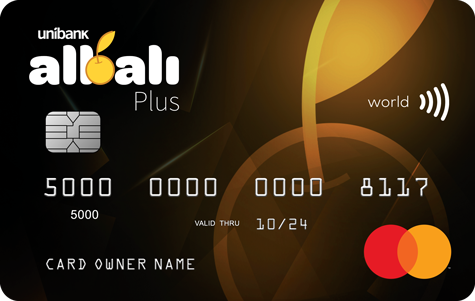 unibank
albalı
Plus
world
5000 0000 0000 8117
5000
VALID THRU 10/24
CARD OWNER NAME